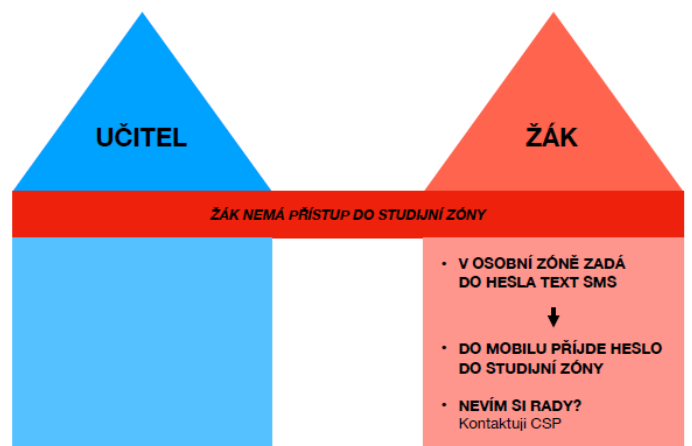 UČITEL
ŽÁK
ŽÁK NEMÁ PŘÍSTUP DO STUDIJNÍ ZÓNY
• V OSOBNÍ ZÓNĚ ZADÁ
DO HESLA TEXT SMS
• DO MOBILU PŘÍJDE HESLO
DO STUDIJNÍ ZÓNY
• NEVÍM SI RADY?
Kontaktuji CSP